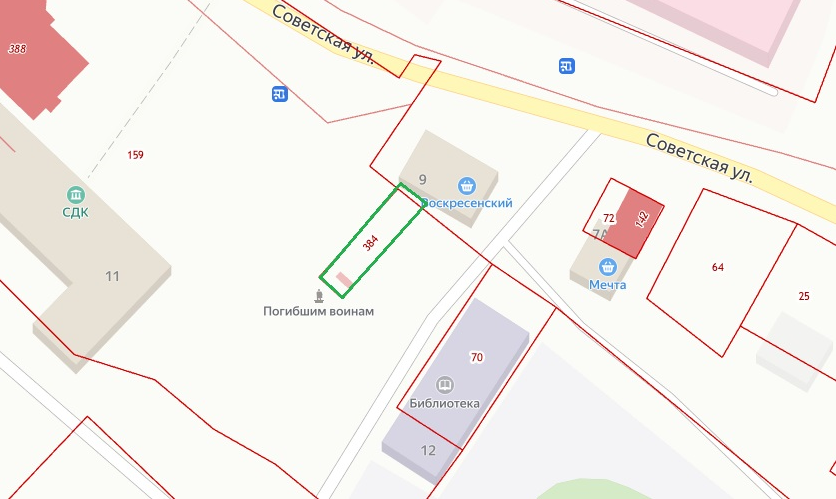 Советская ул.
388
159
9
Советская ул.
СДК
Воскресенский
72
142
7А
384
64
11
25
Мечта
Погибшим воинам
70
Библиотека
12